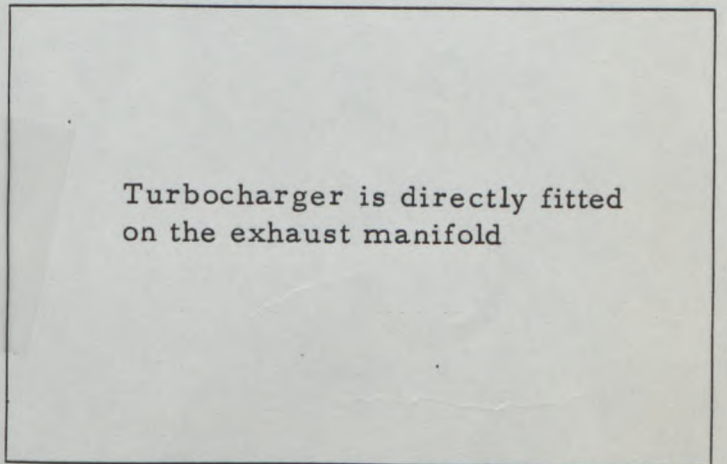 Turbocharger is directly fitted
on the exhaust manifold